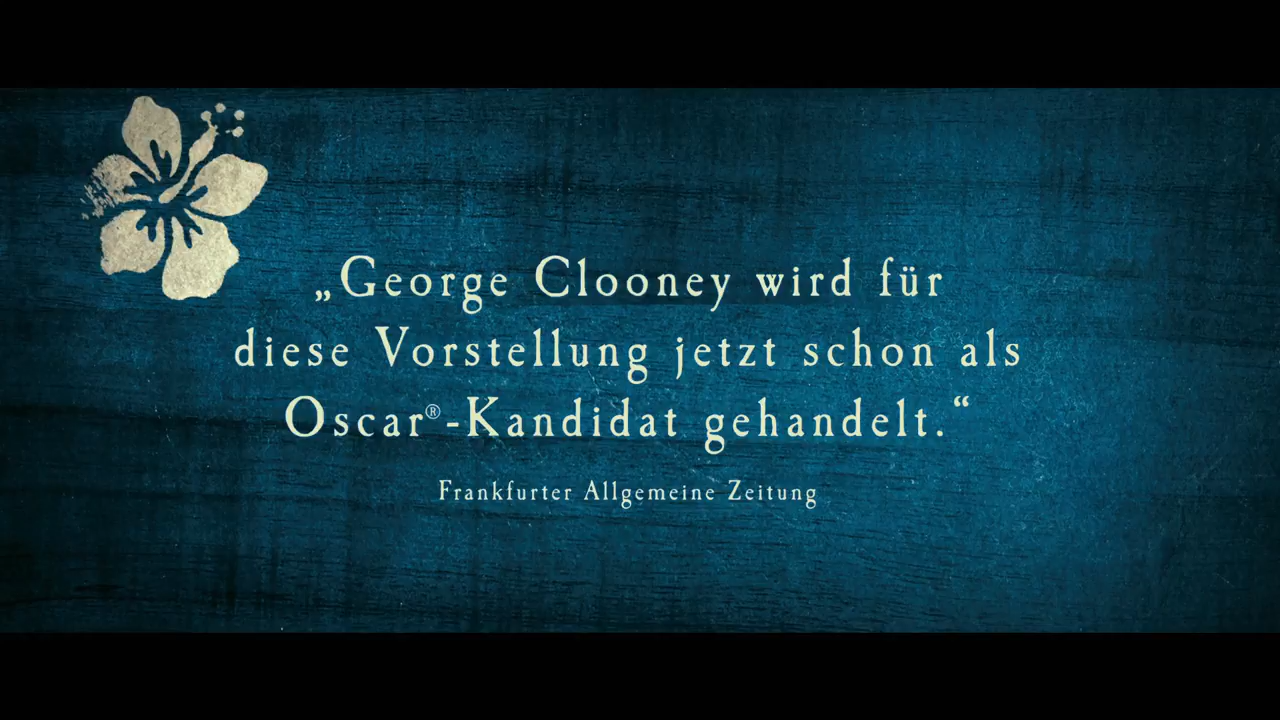 „George Clooney wird für
diese Vorstellung jetzt schon als
Oscar®-Kandidat gehandelt.“
Frankfurter Allgemeine Zeitung